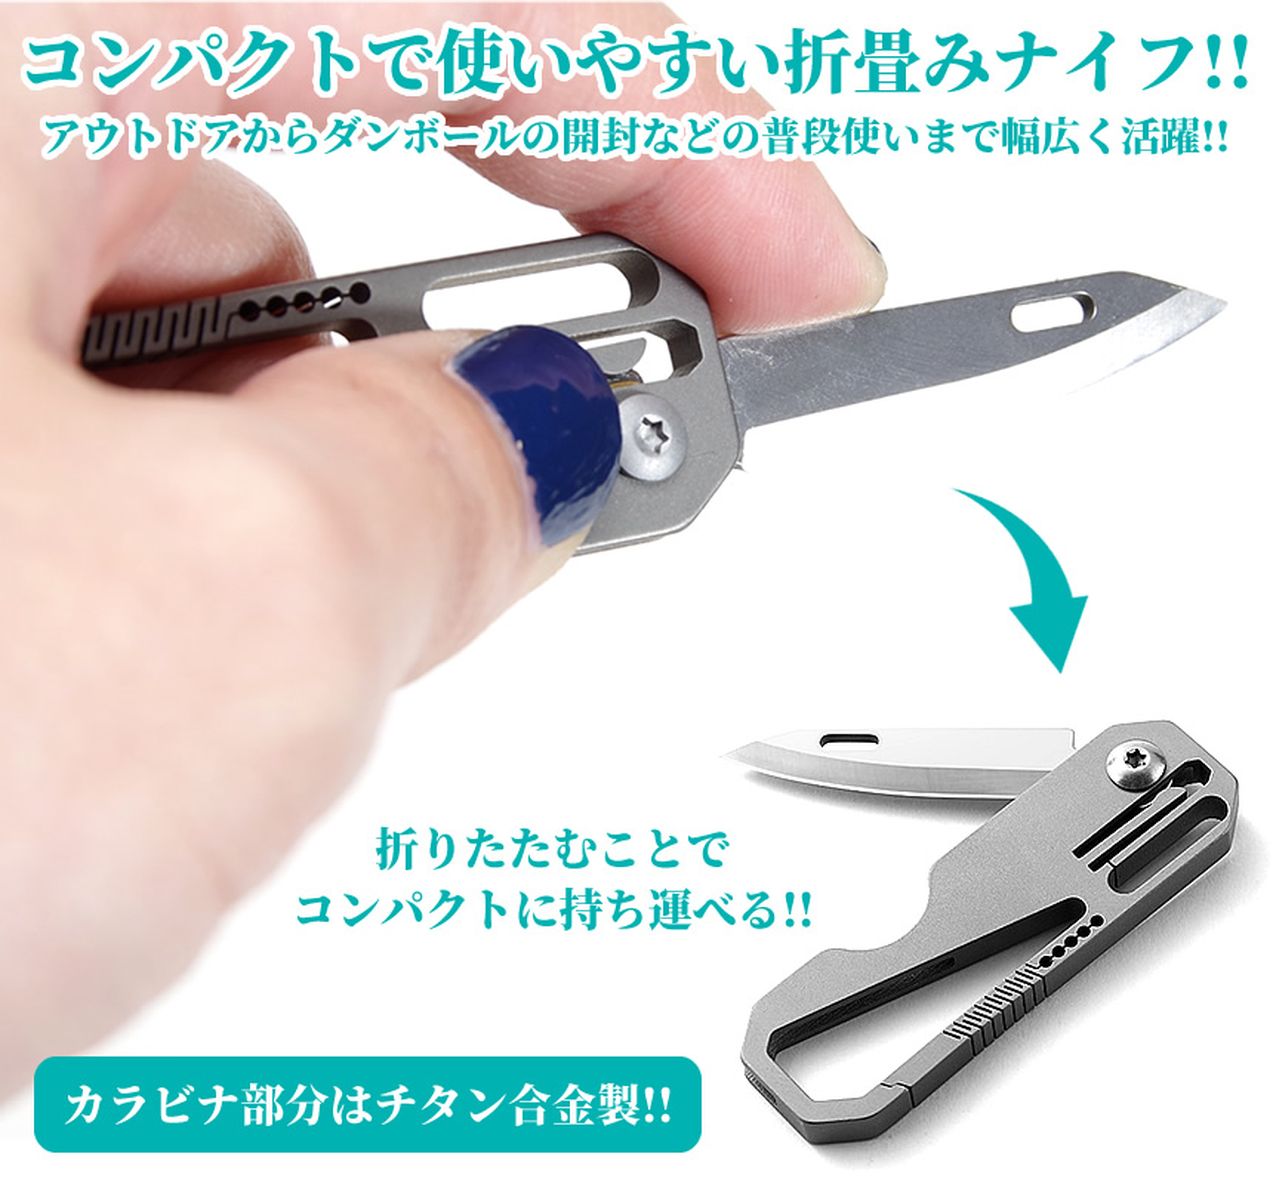 コンパクトで使いやすい折畳みナイフ!!
アウトドアからダンボールの開封などの普段使いまで幅広く活躍!!
折りたたむことで
コンパクトに持ち運べる!!
カラビナ部分はチタン合金製!!